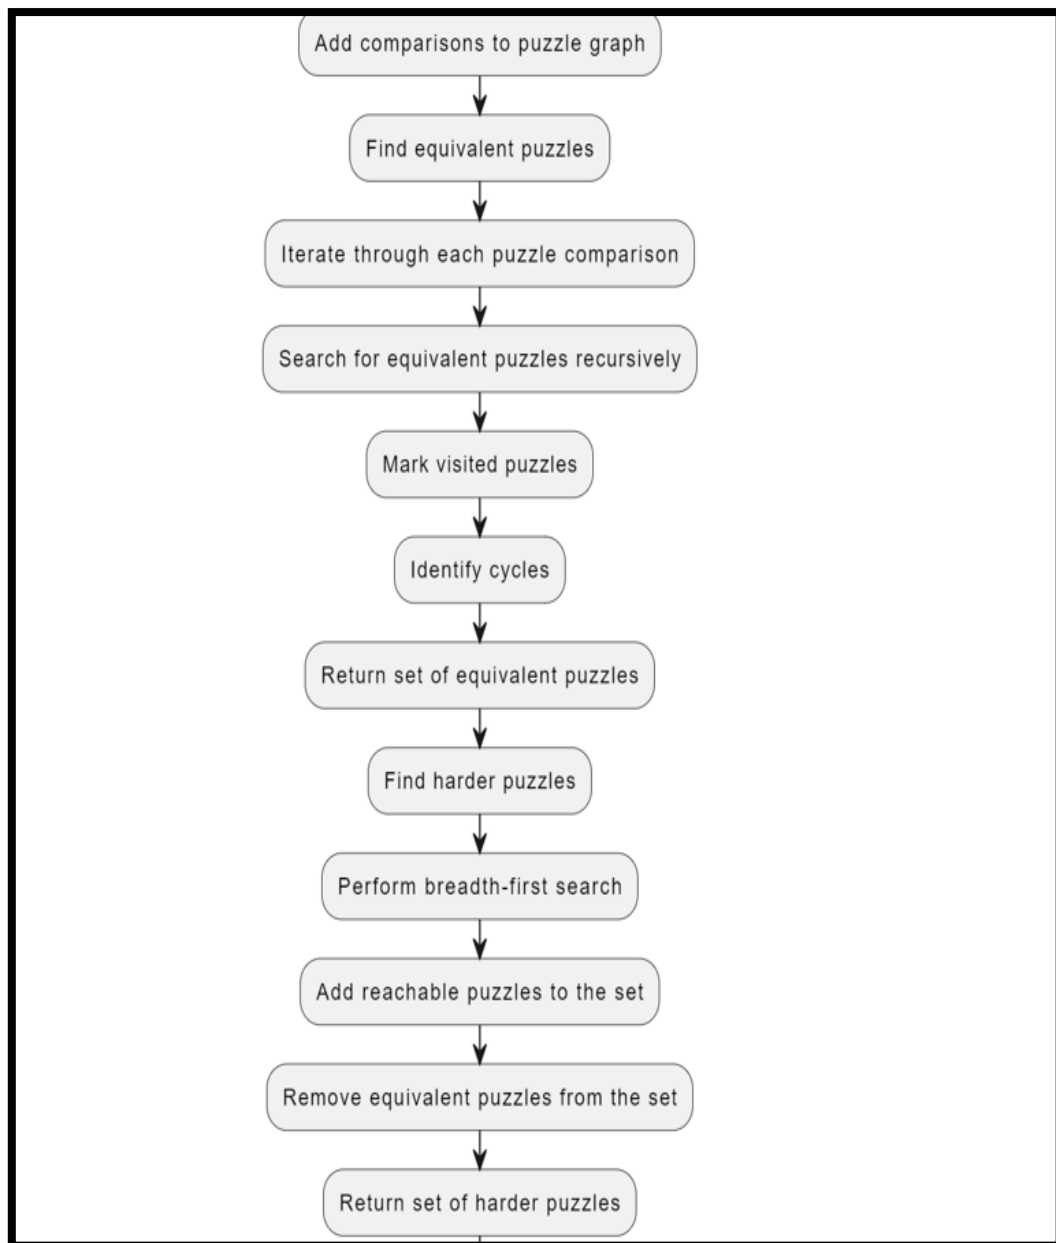 Add comparisons to puzzle graph
Find equivalent puzzles
Iterate through each puzzle comparison
Search for equivalent puzzles recursively
Mark visited puzzles
Identify cycles
Return set of equivalent puzzles
Find harder puzzles
Perform breadth-first search
Add reachable puzzles to the set
Remove equivalent puzzles from the set
Return set of harder puzzles